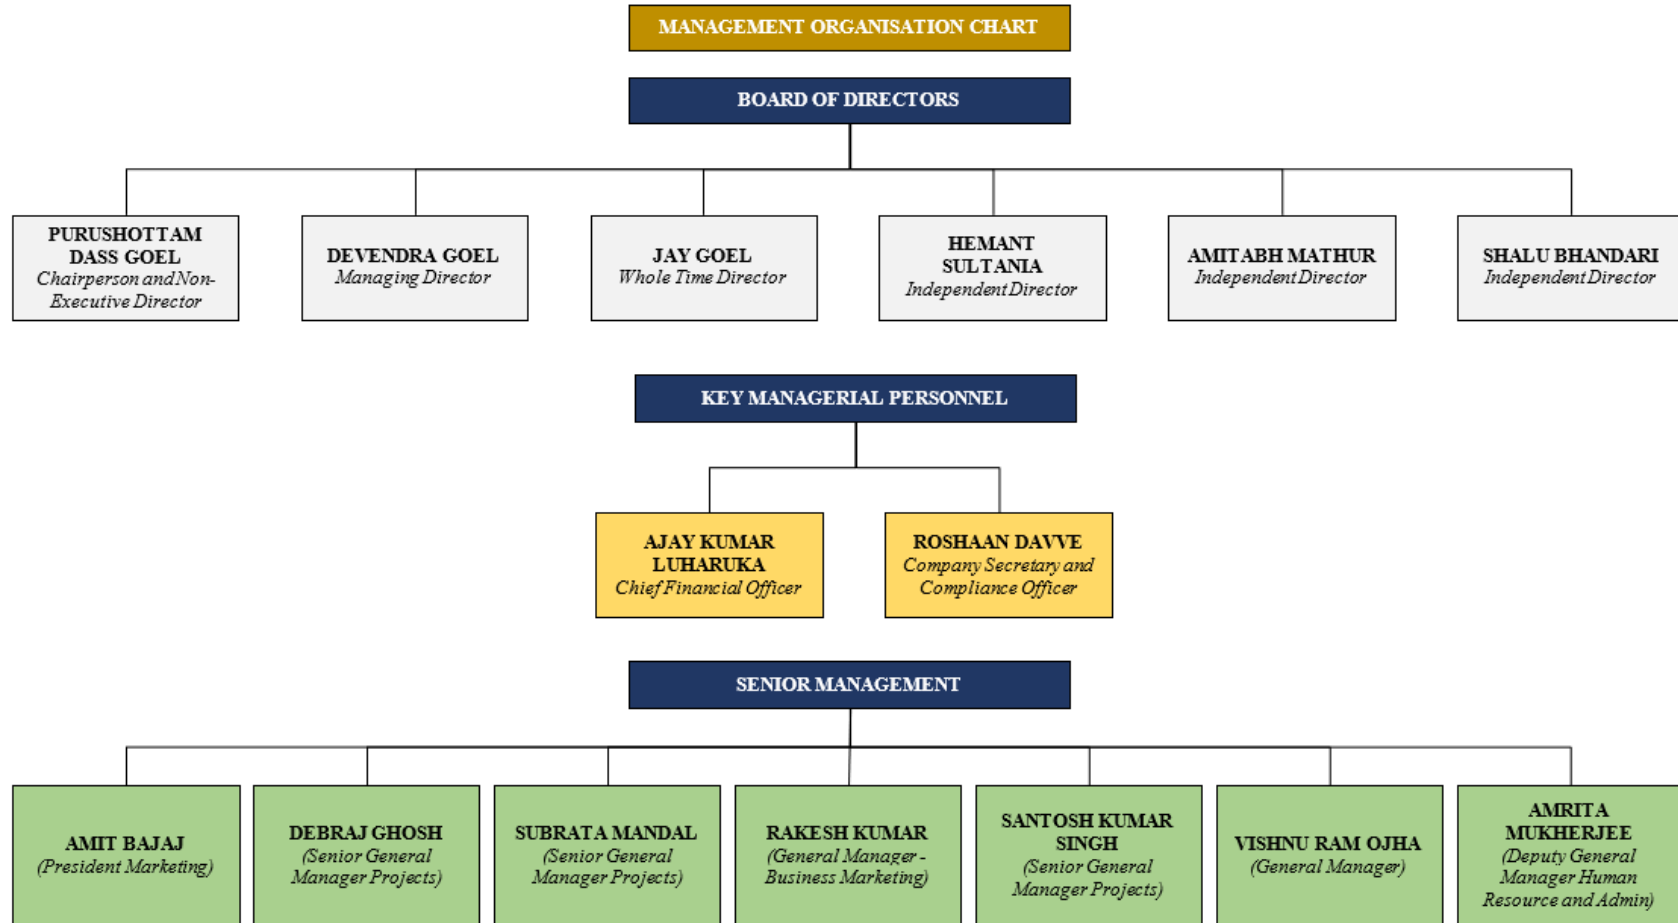 MANAGEMENT ORGANISATION CHART
BOARD OF DIRECTORS
PURUSHOTTAM
DASS GOEL
Chairperson and Non-
Executive Director
DEVENDRA GOEL
Managing Director
JAY GOEL
Whole Time Director
HEMANT
SULTANIA
Independent Director
AMITABH MATHUR
Independent Director
SHALU BHANDARI
Independent Director
KEY MANAGERIAL PERSONNEL
AJAY KUMAR
LUHARUKA
Chief Financial Officer
ROSHAAN DAVVE
Company Secretary and
Compliance Officer
SENIOR MANAGEMENT
AMIT BAJAJ
(President Marketing)
DEBRAJ GHOSH
(Senior General
Manager Projects)
SUBRATA MANDAL
(Senior General
Manager Projects)
RAKESH KUMAR
(General Manager -
Business Marketing)
SANTOSH KUMAR
SINGH
(Senior General
Manager Projects)
VISHNU RAM OJHA
(General Manager)
AMRITA
MUKHERJEE
(Deputy General
Manager Human
Resource and Admin)